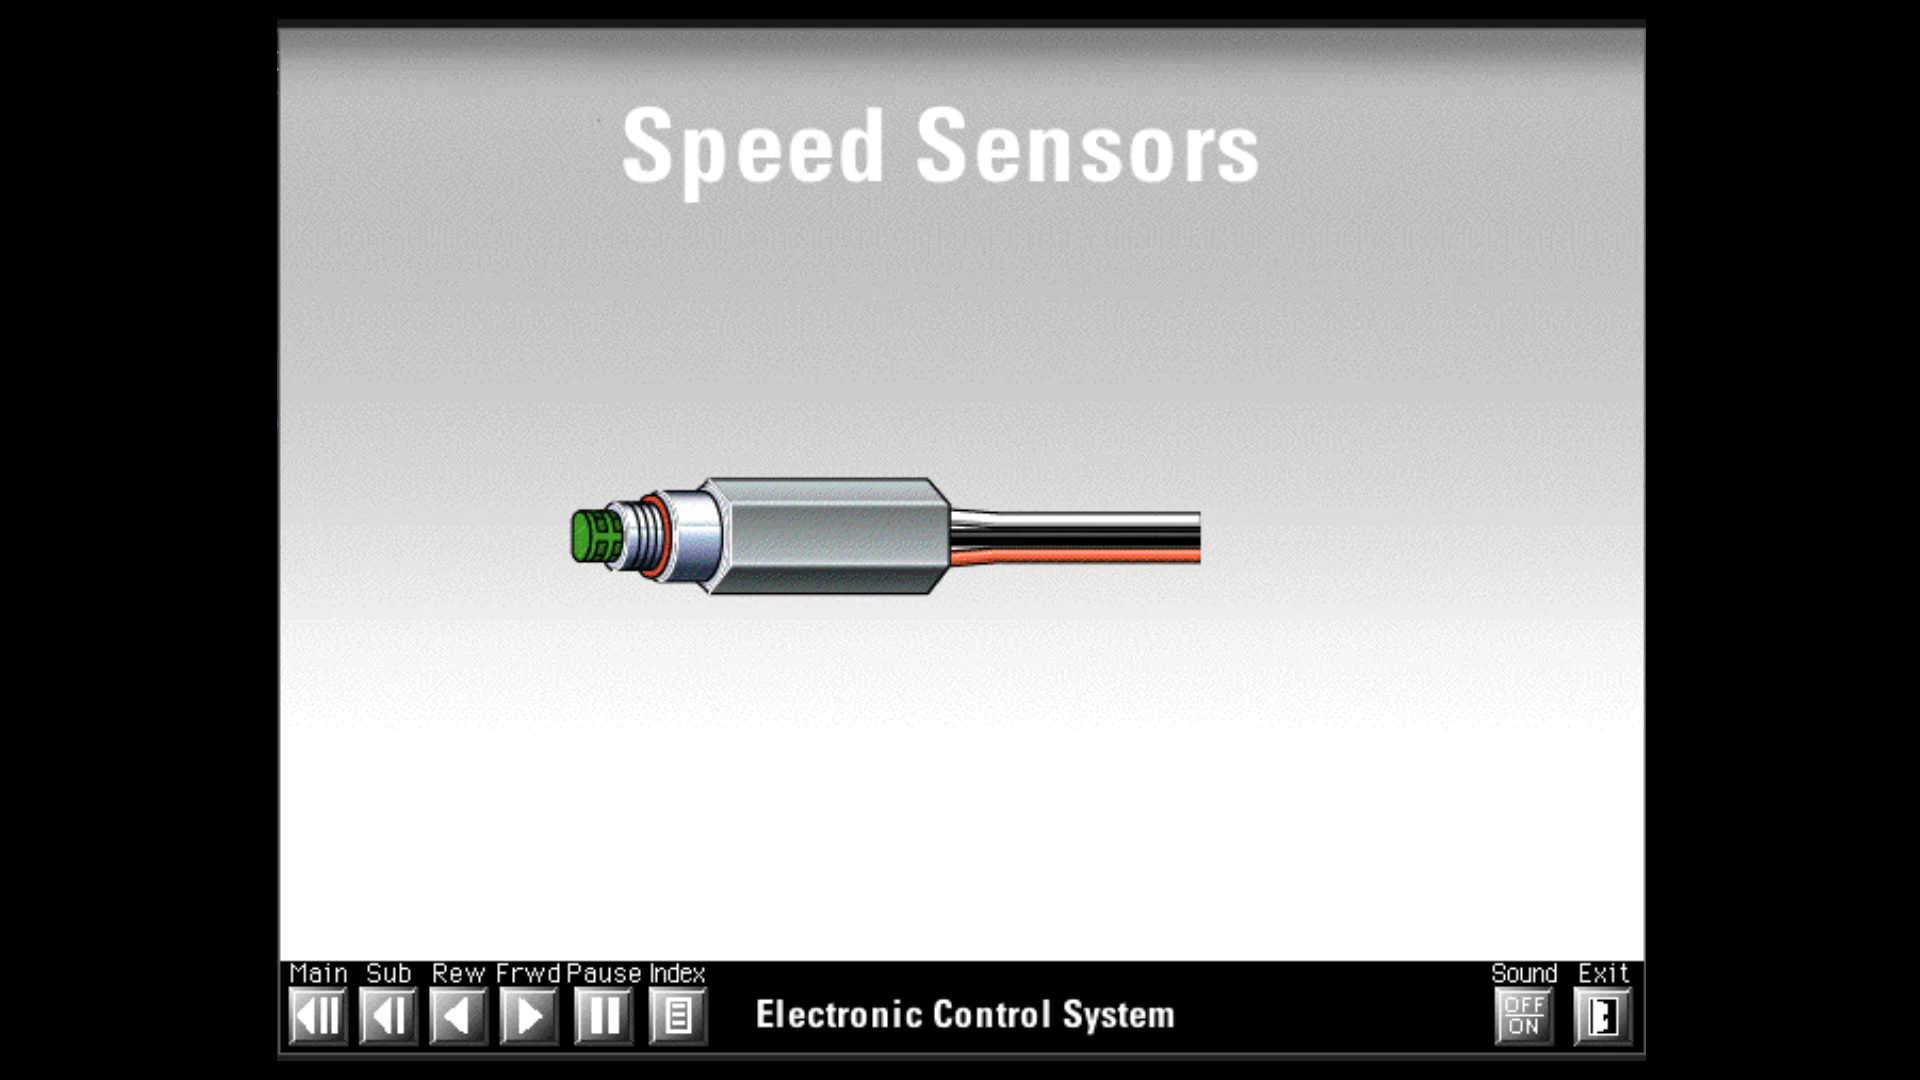 Speed Sensors
Main Sub Rew Frwd Pause Index
Electronic Control System
Sound Exit
OFF
ON